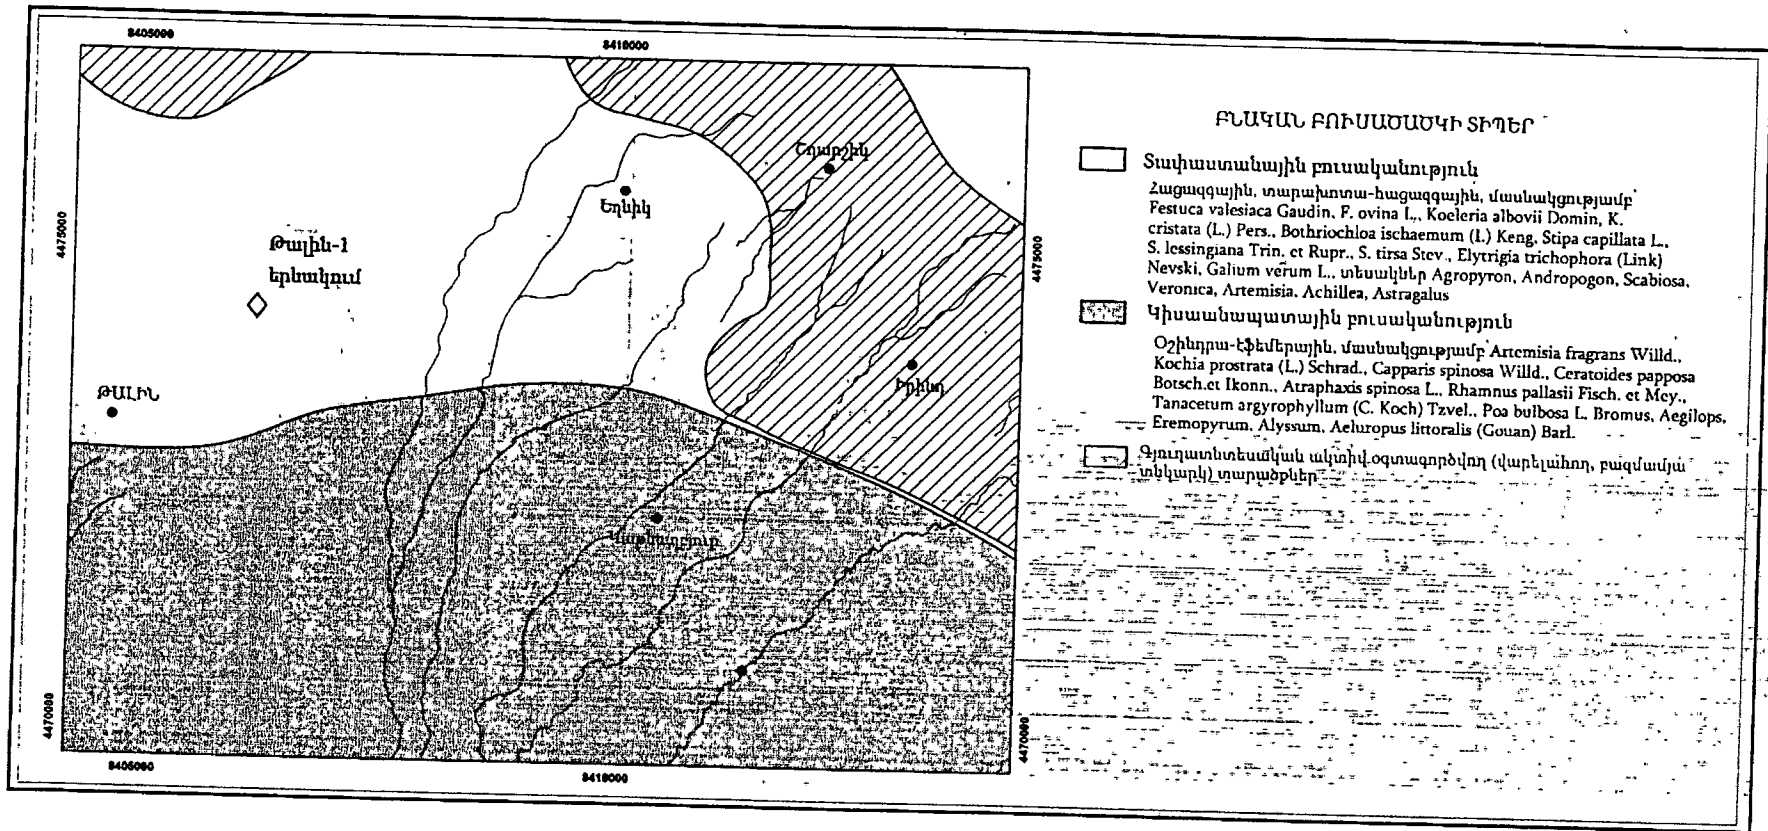 8405000
8410000
ԲՆԱԿԱՆ ԲՈՒՍԱԾԱԾԿԻ ՏԻՊԵՐ
Տափաստանային բուսականություն
Հացազգային, տարախոտա-հացազգային, մասնակցությամբ՝
Festuca valesiaca Gaudin, F. ovina L., Koeleria albovii Domin, K.
cristata (L.) Pers., Bothriochloa ischaemum (L.) Keng, Stipa capillata L.,
S. lessingiana Trin. et Rupr., S. tirsa Stev., Elytrigia trichophora (Link)
Nevski, Galium verum L., տեսակներ Agropyron, Andropogon, Scabiosa,
Veronica, Artemisia, Achillea, Astragalus
Կիսաանապատային բուսականություն
Օշինդրա-էֆեմերային, մասնակցությամբ՝ Artemisia fragrans Willd.,
Kochia prostrata (L.) Schrad., Capparis spinosa Willd., Ceratoides papposa
Botsch.et Ikonn., Atraphaxis spinosa L., Rhamnus pallasii Fisch. et Mey.,
Tanacetum argyrophyllum (C. Koch) Tzvel., Poa bulbosa L. Bromus, Aegilops,
Eremopyrum, Alyssum, Aeluropus littoralis (Gouan) Barl.
Գյուղատնտեսական ակտիվ օգտագործվող (վարելահող, բազմամյա
տնկարկ) տարածքներ
4475000
4475000
Ծղարշիկ
Եղնիկ
Թալին-1
երևակում
Իրինդ
ԹԱԼԻՆ
Կաթնաղբյուր
4470000
4470000
8405000
8410000